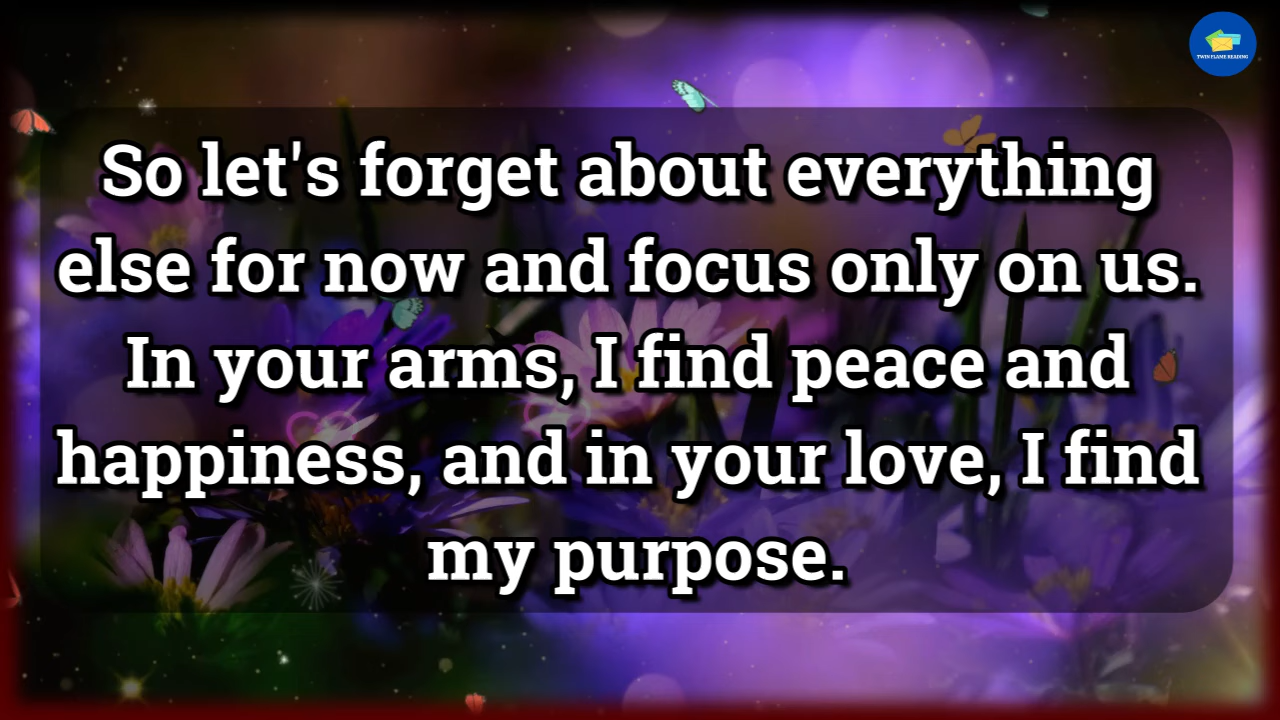 TWIN FLAME READING
So let's forget about everything
else for now and focus only on us.
In your arms, I find peace and
happiness, and in your love, I find
my purpose.